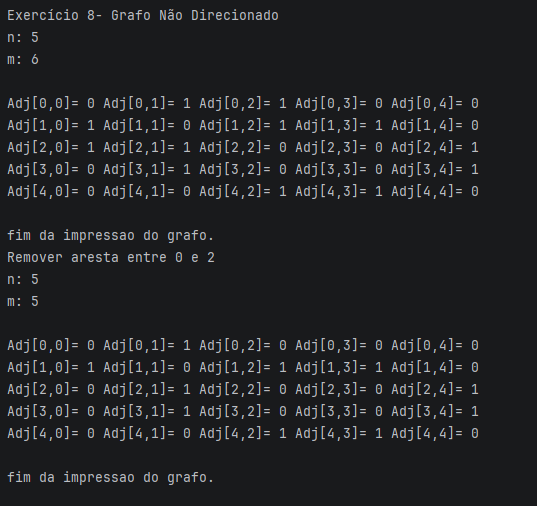 Exercício 8- Grafo Não Direcionado
n: 5
m: 6
Adj[0,0]= 0 Adj[0,1]= 1 Adj[0,2]= 1 Adj[0,3]= 0 Adj[0,4]= 0
Adj[1,0]= 1 Adj[1,1]= 0 Adj[1,2]= 1 Adj[1,3]= 1 Adj[1,4]= 0
Adj[2,0]= 1 Adj[2,1]= 1 Adj[2,2]= 0 Adj[2,3]= 0 Adj[2,4]= 1
Adj[3,0]= 0 Adj[3,1]= 1 Adj[3,2]= 0 Adj[3,3]= 0 Adj[3,4]= 1
Adj[4,0]= 0 Adj[4,1]= 0 Adj[4,2]= 1 Adj[4,3]= 1 Adj[4,4]= 0
fim da impressao do grafo.
Remover aresta entre 0 e 2
n: 5
m: 5
Adj[0,0]= 0 Adj[0,1]= 1 Adj[0,2]= 0 Adj[0,3]= 0 Adj[0,4]= 0
Adj[1,0]= 1 Adj[1,1]= 0 Adj[1,2]= 1 Adj[1,3]= 1 Adj[1,4]= 0
Adj[2,0]= 0 Adj[2,1]= 1 Adj[2,2]= 0 Adj[2,3]= 0 Adj[2,4]= 1
Adj[3,0]= 0 Adj[3,1]= 1 Adj[3,2]= 0 Adj[3,3]= 0 Adj[3,4]= 1
Adj[4,0]= 0 Adj[4,1]= 0 Adj[4,2]= 1 Adj[4,3]= 1 Adj[4,4]= 0
fim da impressao do grafo.